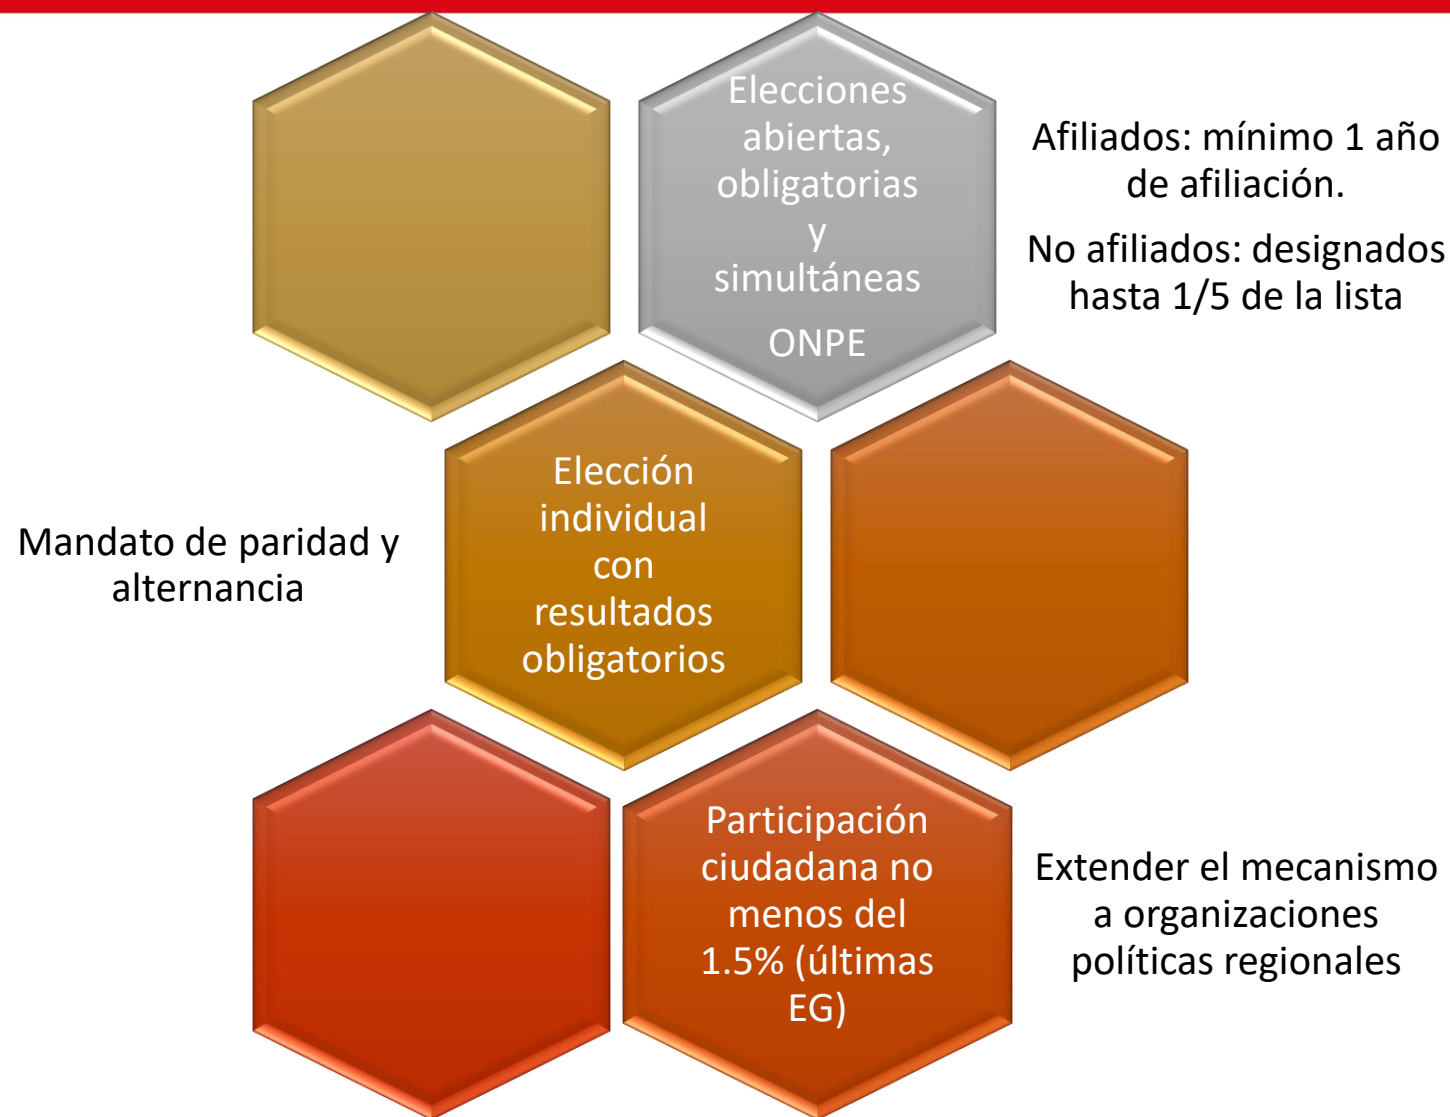 Elecciones
abiertas,
obligatorias
y
simultáneas
ONPE
Afiliados: mínimo 1 año
de afiliación.
No afiliados: designados
hasta 1/5 de la lista
Mandato de paridad y
alternancia
Elección
individual
con
resultados
obligatorios
Participación
ciudadana no
menos del
1.5% (últimas
EG)
Extender el mecanismo
a organizaciones
políticas regionales